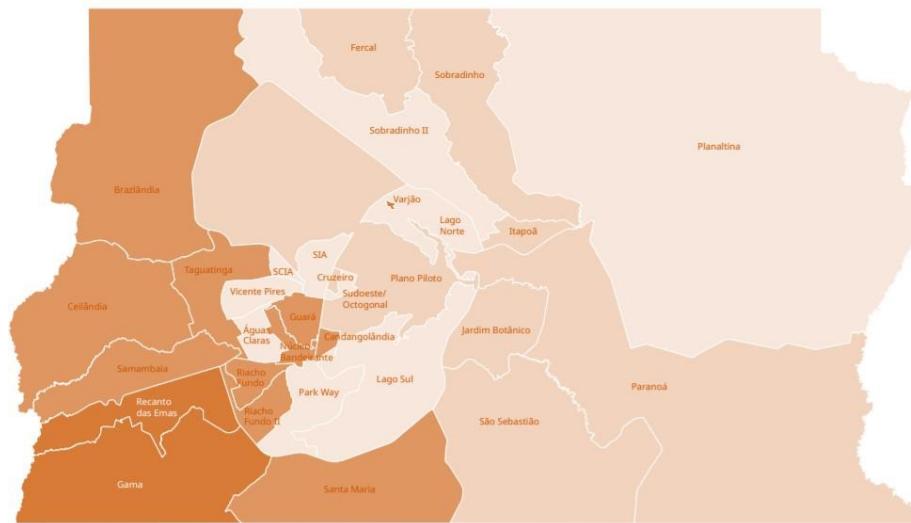 Fercal
Sobradinho
Sobradinho II
Planaltina
Brazlândia
Varjão
Lago
Norte
Itapoã
SIA
Taguatinga
SCIA
Cruzeiro
Plano Piloto
Vicente Pires
Sudoeste/
Octogonal
Ceilândia
Guará
Águas
Claras
Candangolândia
Jardim Botânico
Núcleo
Bandeirante
Samambaia
Riacho
Fundo
Lago Sul
Park Way
Paranoá
Recanto
das Emas
Riacho
Fundo II
São Sebastião
Gama
Santa Maria